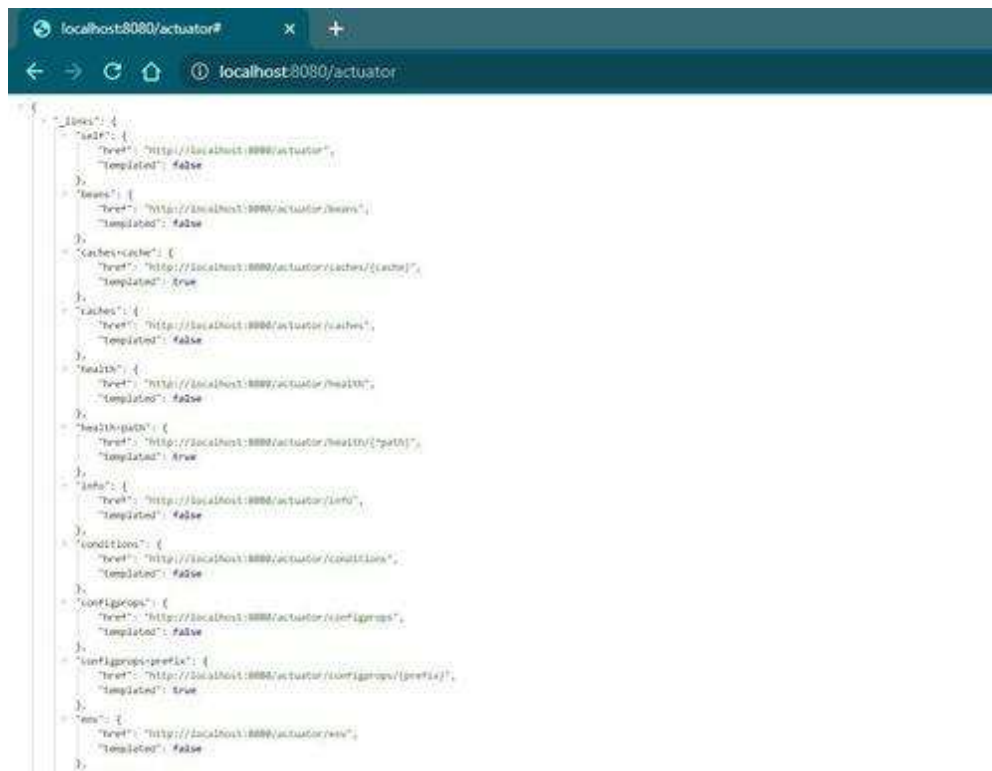 localhost:8080/actuator#
localhost:8080/actuator
{
"_links": {
"self": {
"href": "http://localhost:8080/actuator",
"templated": false
},
"beans": {
"href": "http://localhost:8080/actuator/beans",
"templated": false
},
"caches-cache": {
"href": "http://localhost:8080/actuator/caches/{cache}",
"templated": true
},
"caches": {
"href": "http://localhost:8080/actuator/caches",
"templated": false
},
"health": {
"href": "http://localhost:8080/actuator/health",
"templated": false
},
"health-path": {
"href": "http://localhost:8080/actuator/health/{*path}",
"templated": true
},
"info": {
"href": "http://localhost:8080/actuator/info",
"templated": false
},
"conditions": {
"href": "http://localhost:8080/actuator/conditions",
"templated": false
},
"configprops": {
"href": "http://localhost:8080/actuator/configprops",
"templated": false
},
"configprops-prefix": {
"href": "http://localhost:8080/actuator/configprops/{prefix}",
"templated": true
},
"env": {
"href": "http://localhost:8080/actuator/env",
"templated": false
},